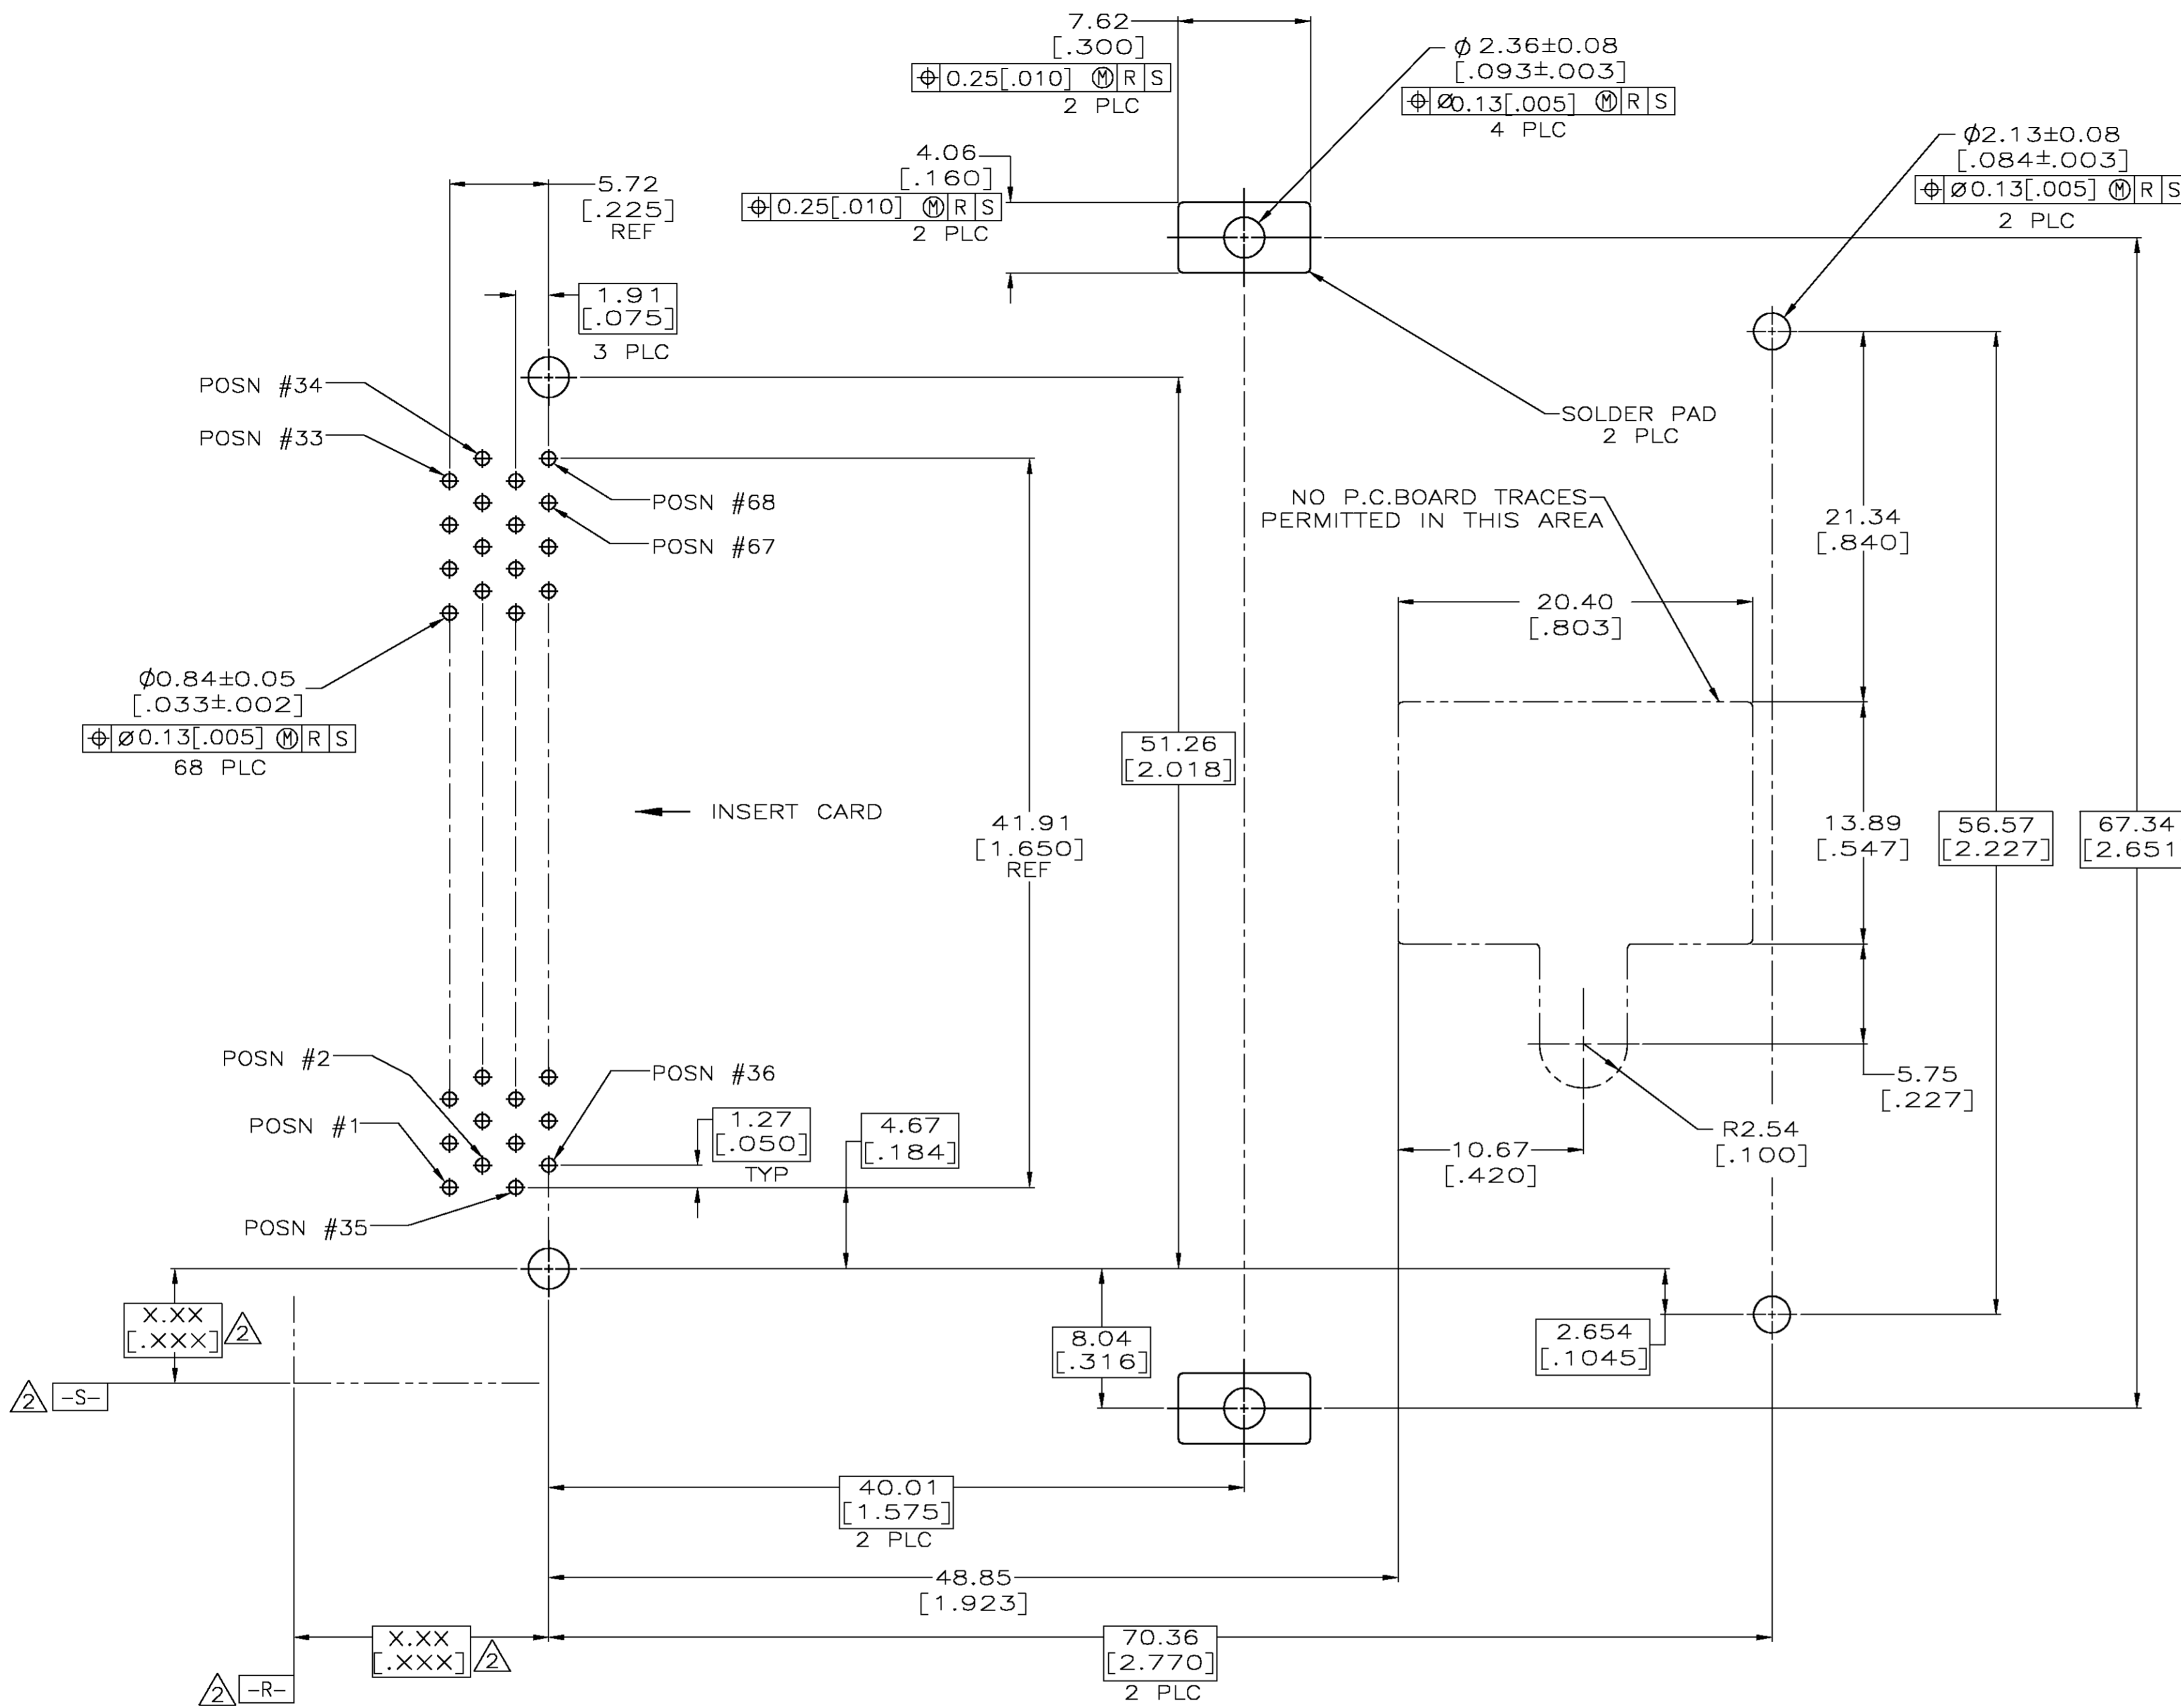 7.62
[.300]
⌖ 0.25[.010] Ⓜ R S
2 PLC
⌀ 2.36±0.08
[.093±.003]
⌖ ⌀0.13[.005] Ⓜ R S
4 PLC
⌀2.13±0.08
[.084±.003]
⌖ ⌀0.13[.005] Ⓜ R S
2 PLC
4.06
[.160]
⌖ 0.25[.010] Ⓜ R S
2 PLC
5.72
[.225]
REF
1.91
[.075]
3 PLC
POSN #34
POSN #33
POSN #68
POSN #67
SOLDER PAD
2 PLC
NO P.C.BOARD TRACES
PERMITTED IN THIS AREA
21.34
[.840]
20.40
[.803]
⌀0.84±0.05
[.033±.002]
⌖ ⌀0.13[.005] Ⓜ R S
68 PLC
51.26
[2.018]
INSERT CARD
41.91
[1.650]
REF
13.89
[.547]
56.57
[2.227]
67.34
[2.651
POSN #2
POSN #1
POSN #36
POSN #35
1.27
[.050]
TYP
4.67
[.184]
5.75
[.227]
R2.54
[.100]
10.67
[.420]
X.XX
[.XXX]
2
2
-S-
8.04
[.316]
2.654
[.1045]
40.01
[1.575]
2 PLC
48.85
[1.923]
X.XX
[.XXX]
2
70.36
[2.770]
2 PLC
2
-R-